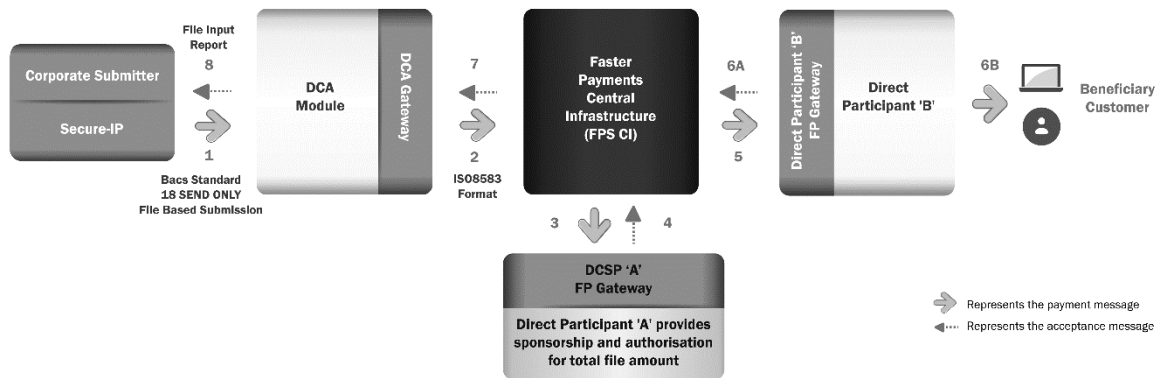 File Input
Report
8
Corporate Submitter
Secure-IP
1
Bacs Standard
18 SEND ONLY
File Based Submission
DCA
Module
DCA Gateway
7
2
ISO8583
Format
Faster
Payments
Central
Infrastructure
(FPS CI)
3
4
DCSP ‘A’
FP Gateway
Direct Participant 'A' provides
sponsorship and authorisation
for total file amount
6A
5
Direct Participant ‘B’
FP Gateway
Direct
Participant 'B'
6B
Beneficiary
Customer
Represents the payment message
Represents the acceptance message